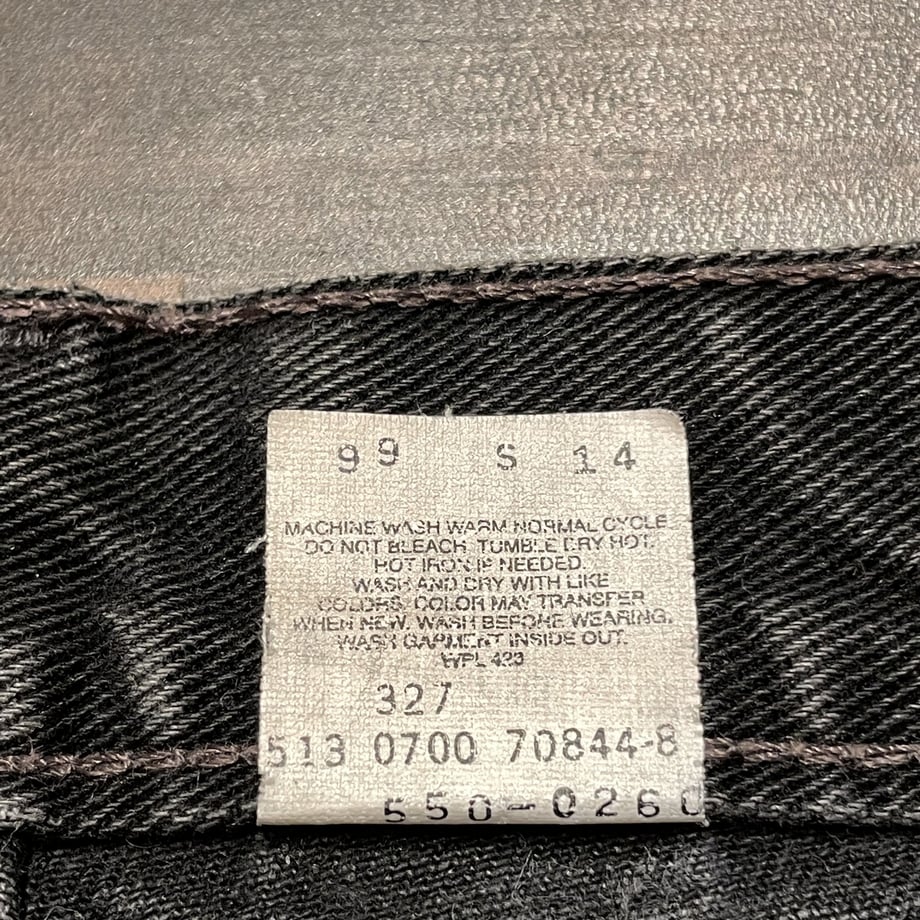 99 S 14
MACHINE WASH WARM NORMAL CYCLE.
DO NOT BLEACH. TUMBLE DRY HOT.
HOT IRON IF NEEDED.
WASH AND DRY WITH LIKE
COLORS. COLOR MAY TRANSFER
WHEN NEW. WASH BEFORE WEARING.
WASH GARMENT INSIDE OUT.
WPL 423
327
513 0700 70844-8
550-0260